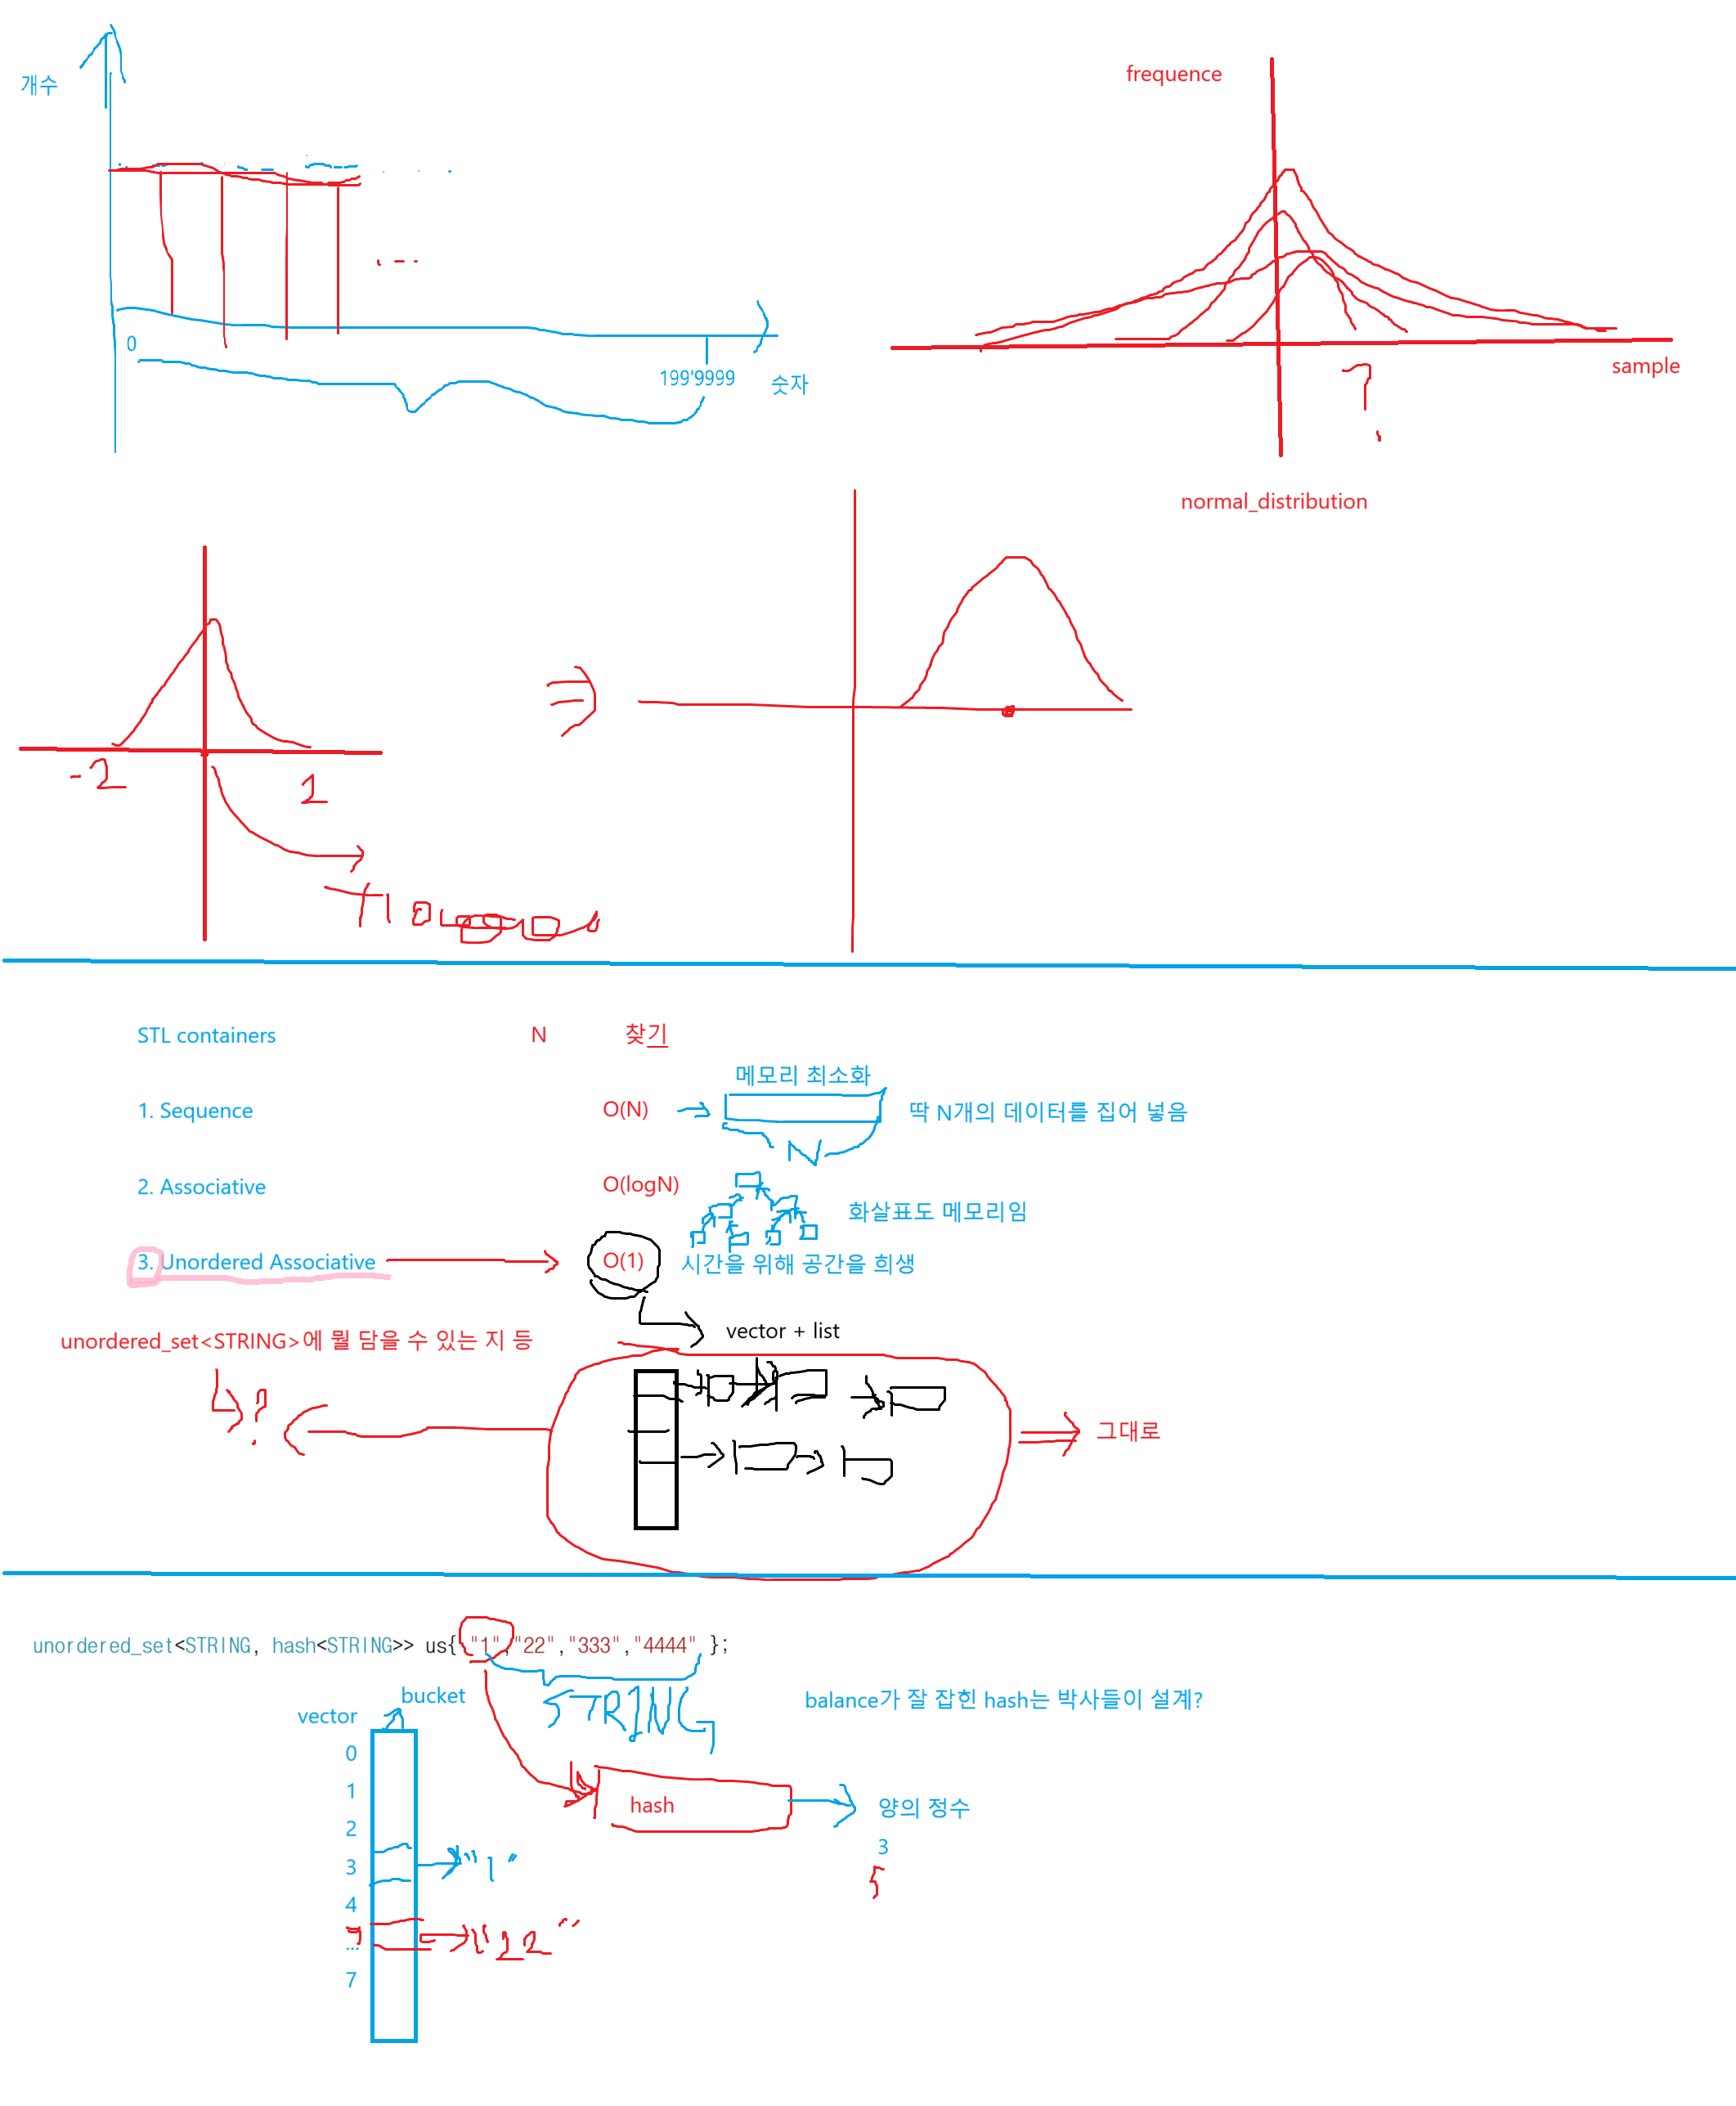 개수
frequence
0
199'9999
숫자
sample
?
normal_distribution
-2
1
STL containers N 찾기
메모리 최소화
1. Sequence O(N) 딱 N개의 데이터를 집어 넣음
N
2. Associative O(logN)
화살표도 메모리임
3. Unordered Associative O(1) 시간을 위해 공간을 희생
vector + list
unordered_set<STRING>에 뭘 담을 수 있는 지 등
?
그대로
unordered_set<STRING, hash<STRING>> us{ "1","22","333","4444" };
bucket
STRING
balance가 잘 잡힌 hash는 박사들이 설계?
vector
0
1
hash
양의 정수
2
3
3
"1"
5
4
"22"
...
7